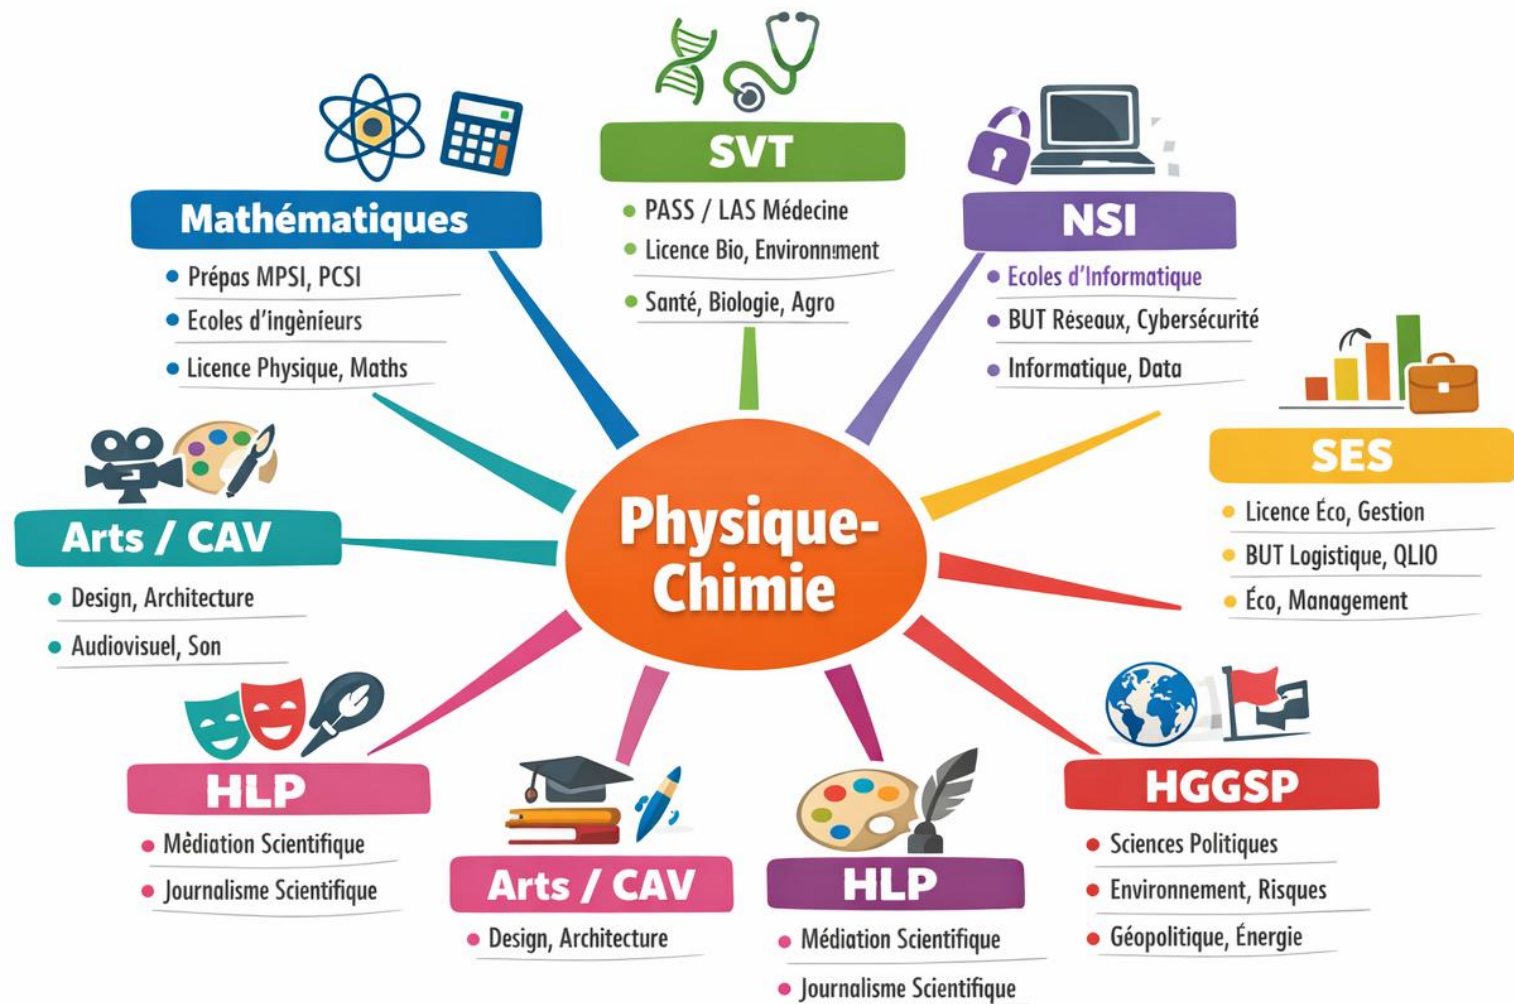 SVT
PASS / LAS Médecine
Licence Bio, Environnment
Santé, Biologie, Agro
Mathématiques
Prépas MPSI, PCSI
Ecoles d'ingèníeurs
Licence Physique, Maths
NSI
Ecoles d'Informatique
BUT Réseaux, Cybersécurité
Informatique, Data
SES
Licence Éco, Gestion
BUT Logistique, QLIO
Éco, Management
Arts / CAV
Design, Architecture
Audiovisuel, Son
Physique-
Chimie
HLP
Mèdiation Scientifique
Journalisme Scientifique
Arts / CAV
Design, Architecture
HLP
Médiation Scientifique
Journalisme Scientifique
HGGSP
Sciences Politiques
Environnement, Risques
Géopolitique, Énergie